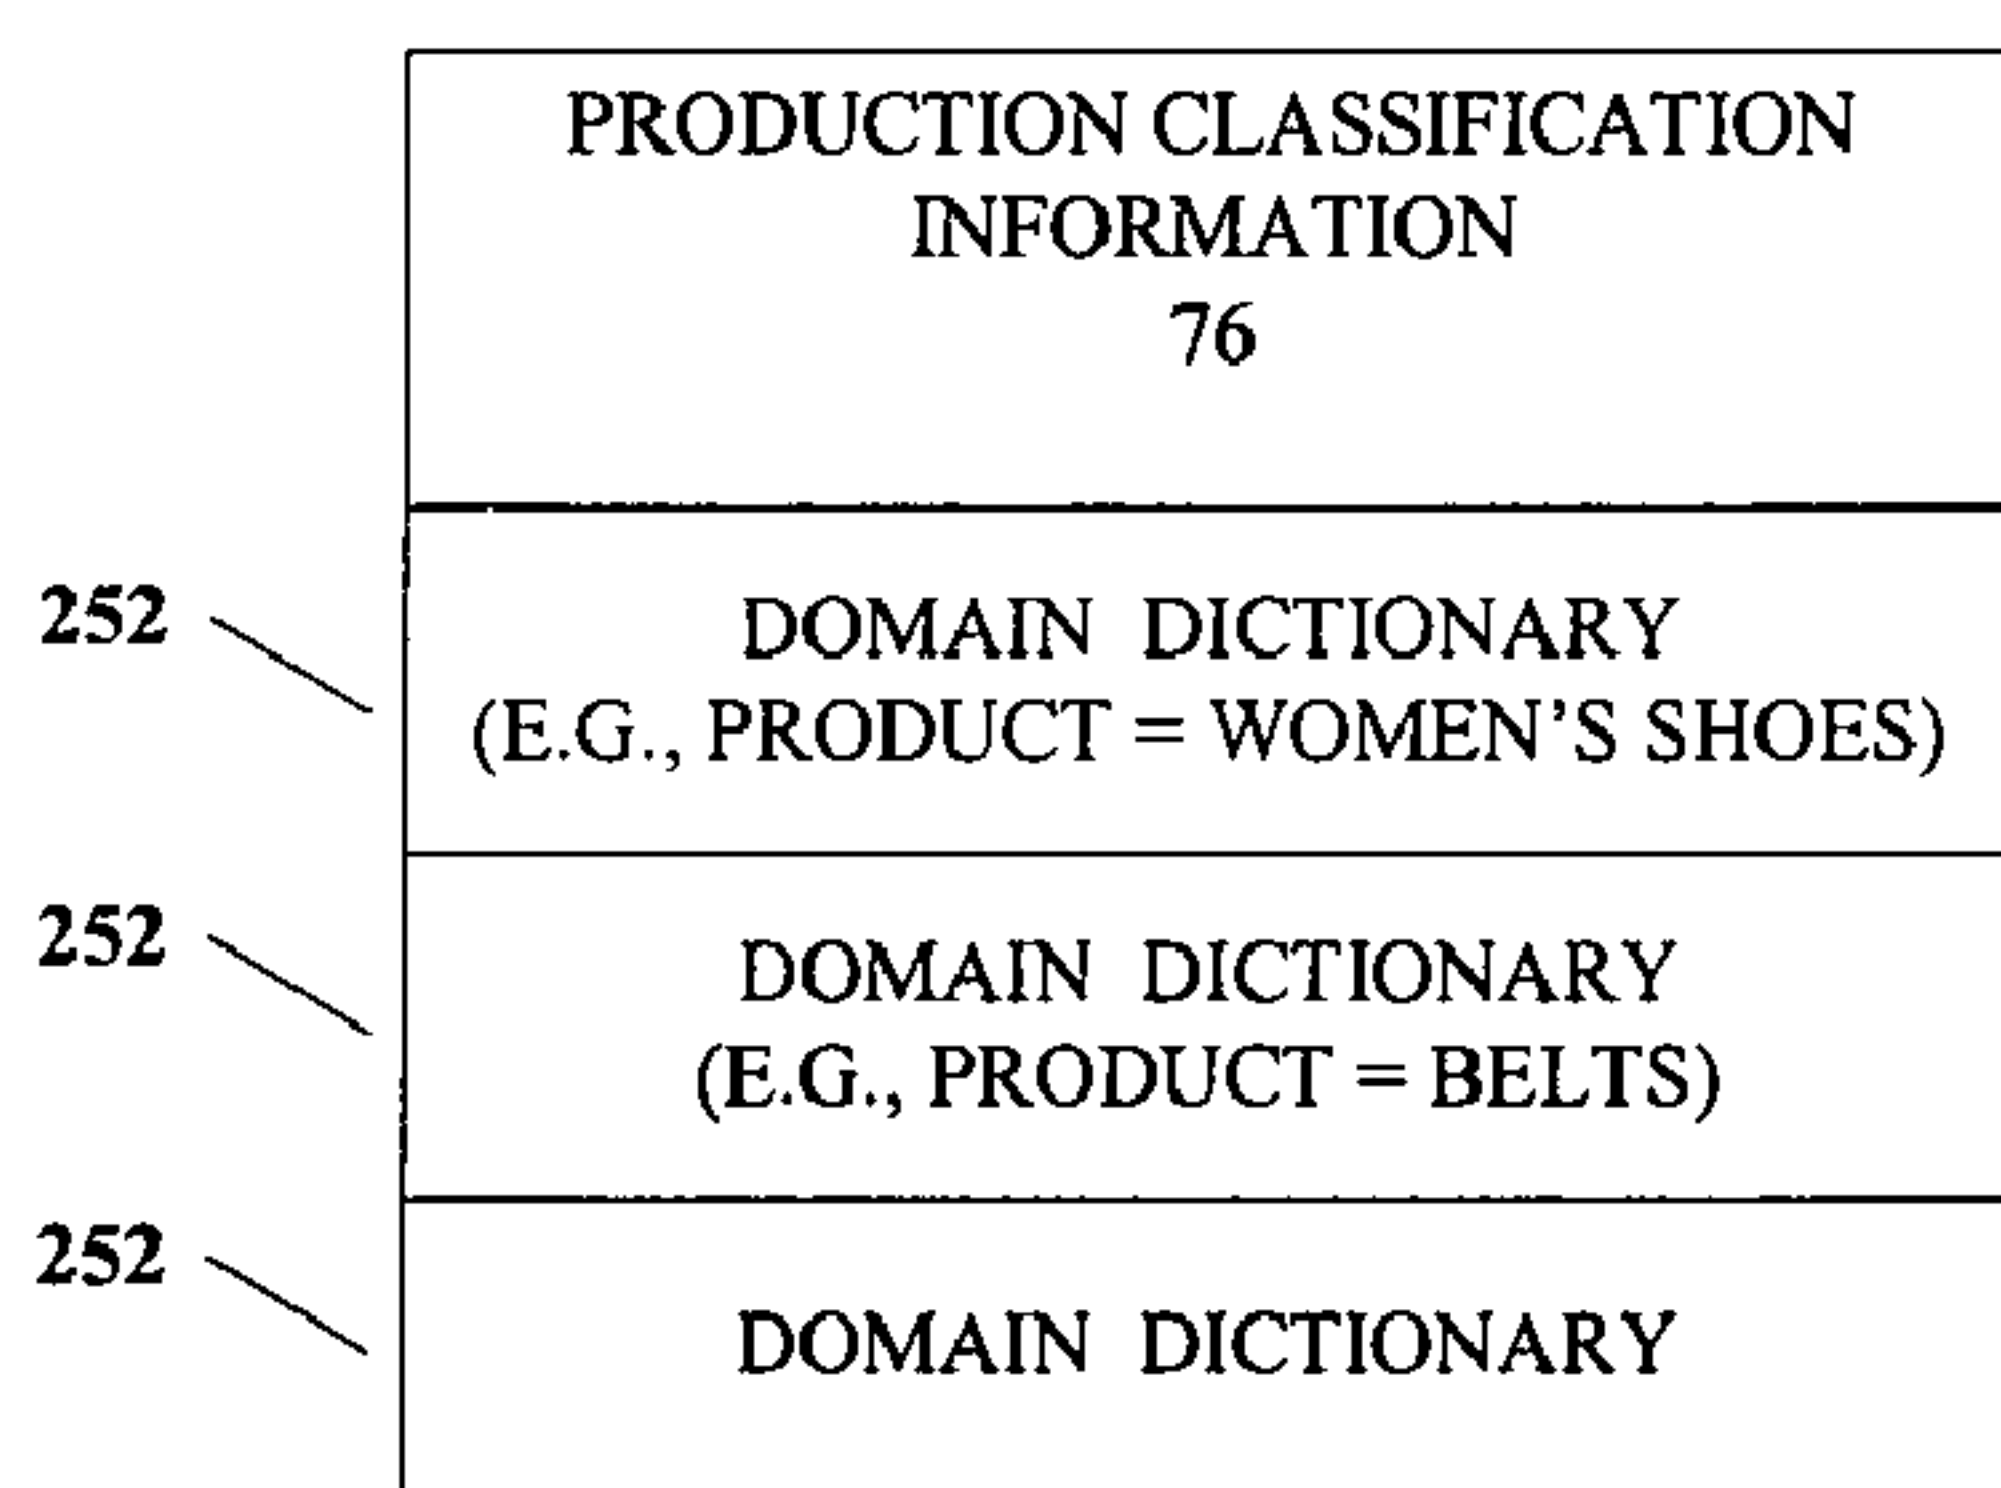 PRODUCTION CLASSIFICATION
INFORMATION
76
252
DOMAIN DICTIONARY
(E.G., PRODUCT = WOMEN'S SHOES)
252
DOMAIN DICTIONARY
(E.G., PRODUCT = BELTS)
252
DOMAIN DICTIONARY